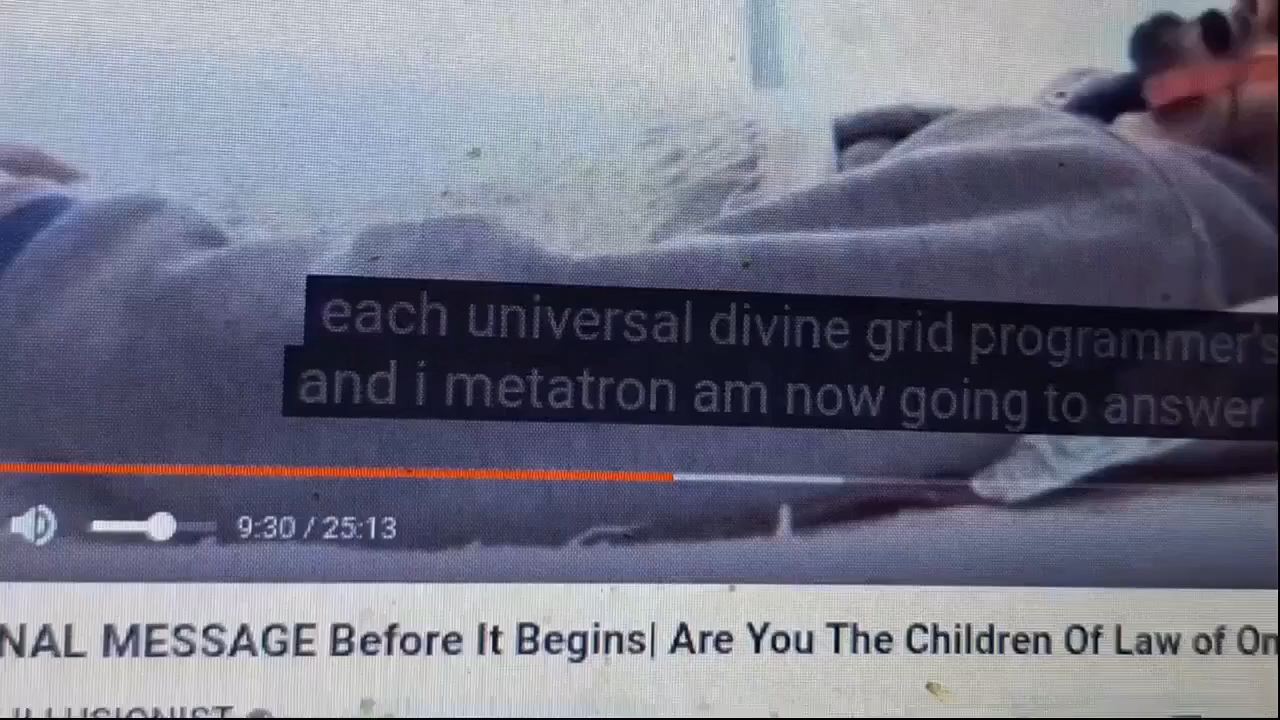 each universal divine grid programmer's
and i metatron am now going to answer
9:30 / 25:13
NAL MESSAGE Before It Begins| Are You The Children Of Law of On
ILLUSIONIST